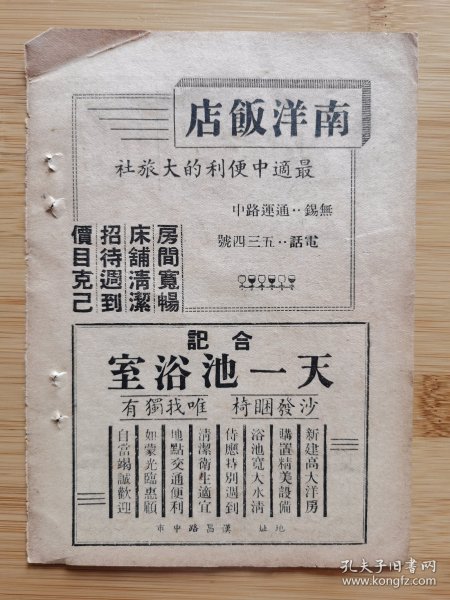 南洋飯店
最適中便利的大旅社
無錫··通運路中
電話··五三四號
房間寬暢
床舖清潔
招待週到
價目克己
合記
天一池浴室
沙發睏椅 唯我獨有
新建高大洋房
購置精美設備
浴池寬大水清
侍應特別週到
清潔衛生適宜
地點交通便利
如蒙光臨惠顧
自當竭誠歡迎
地址 漢昌路中市
孔夫子旧书网
www.kongfz.com